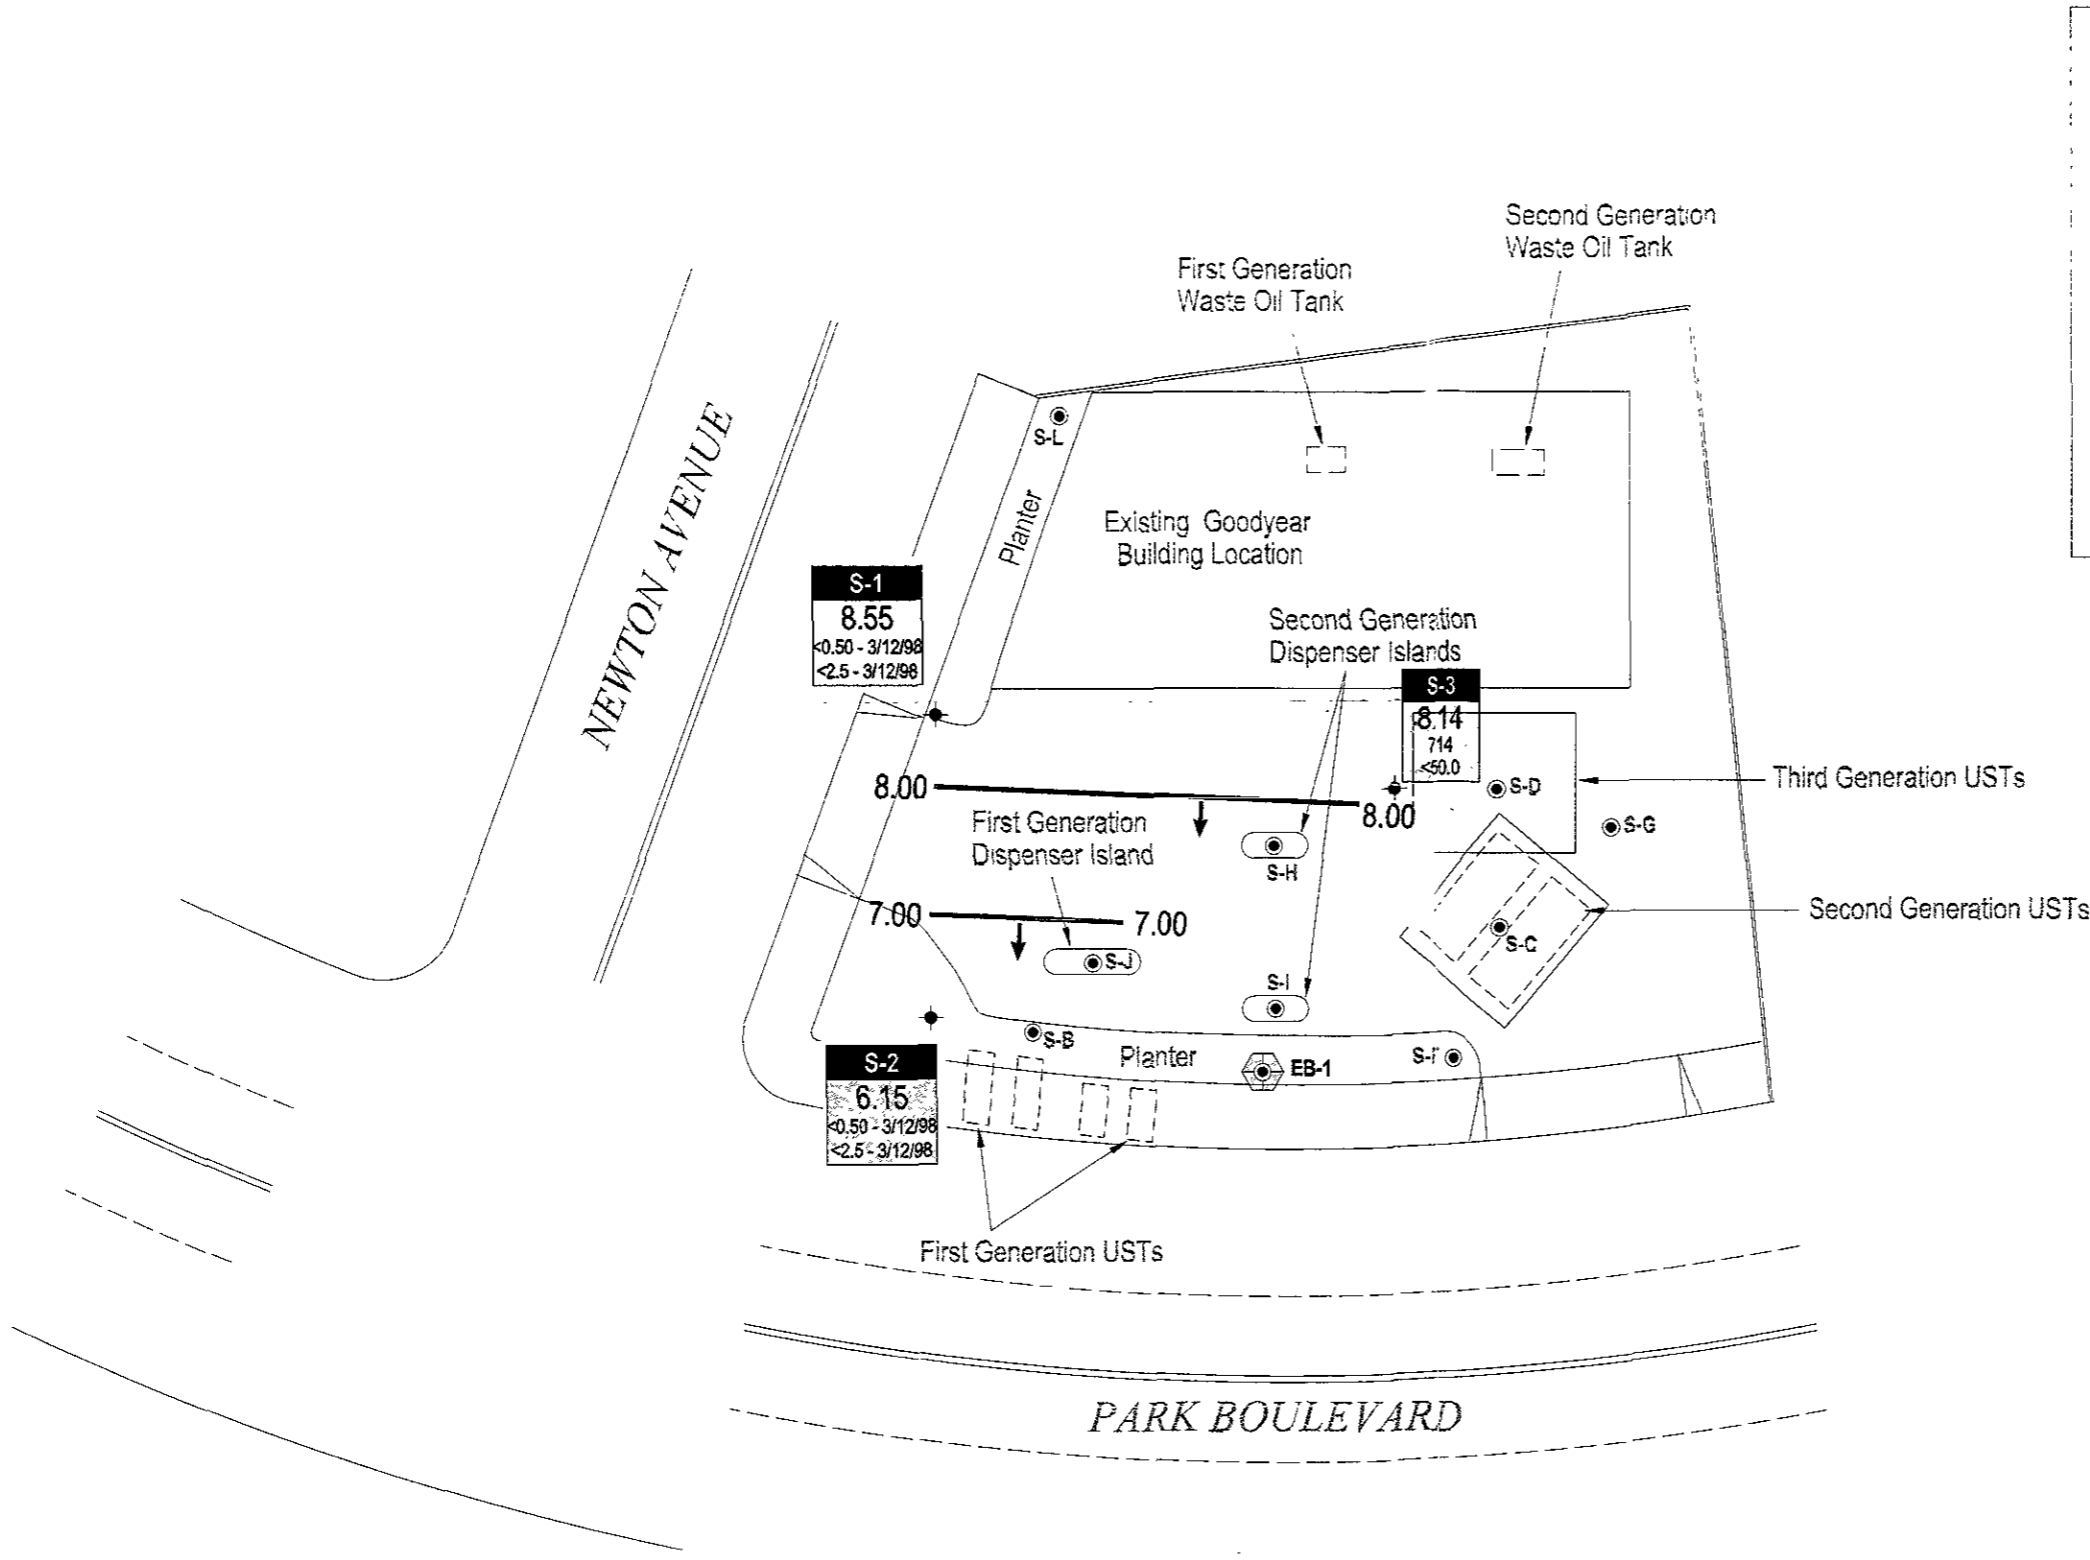 Second Generation
Waste Oil Tank
First Generation
Waste Oil Tank
NEWTON AVENUE
S-L
Planter
Existing Goodyear
Building Location
S-1
8.55
<0.50 - 3/12/98
<2.5 - 3/12/98
Second Generation
Dispenser Islands
S-3
8.14
714
<50.0
8.00
8.00
S-D
Third Generation USTs
S-G
First Generation
Dispenser Island
S-H
7.00
7.00
Second Generation USTs
S-C
S-J
S-I
S-B
Planter
EB-1
S-2
6.15
<0.50 - 3/12/98
<2.5 - 3/12/98
First Generation USTs
PARK BOULEVARD